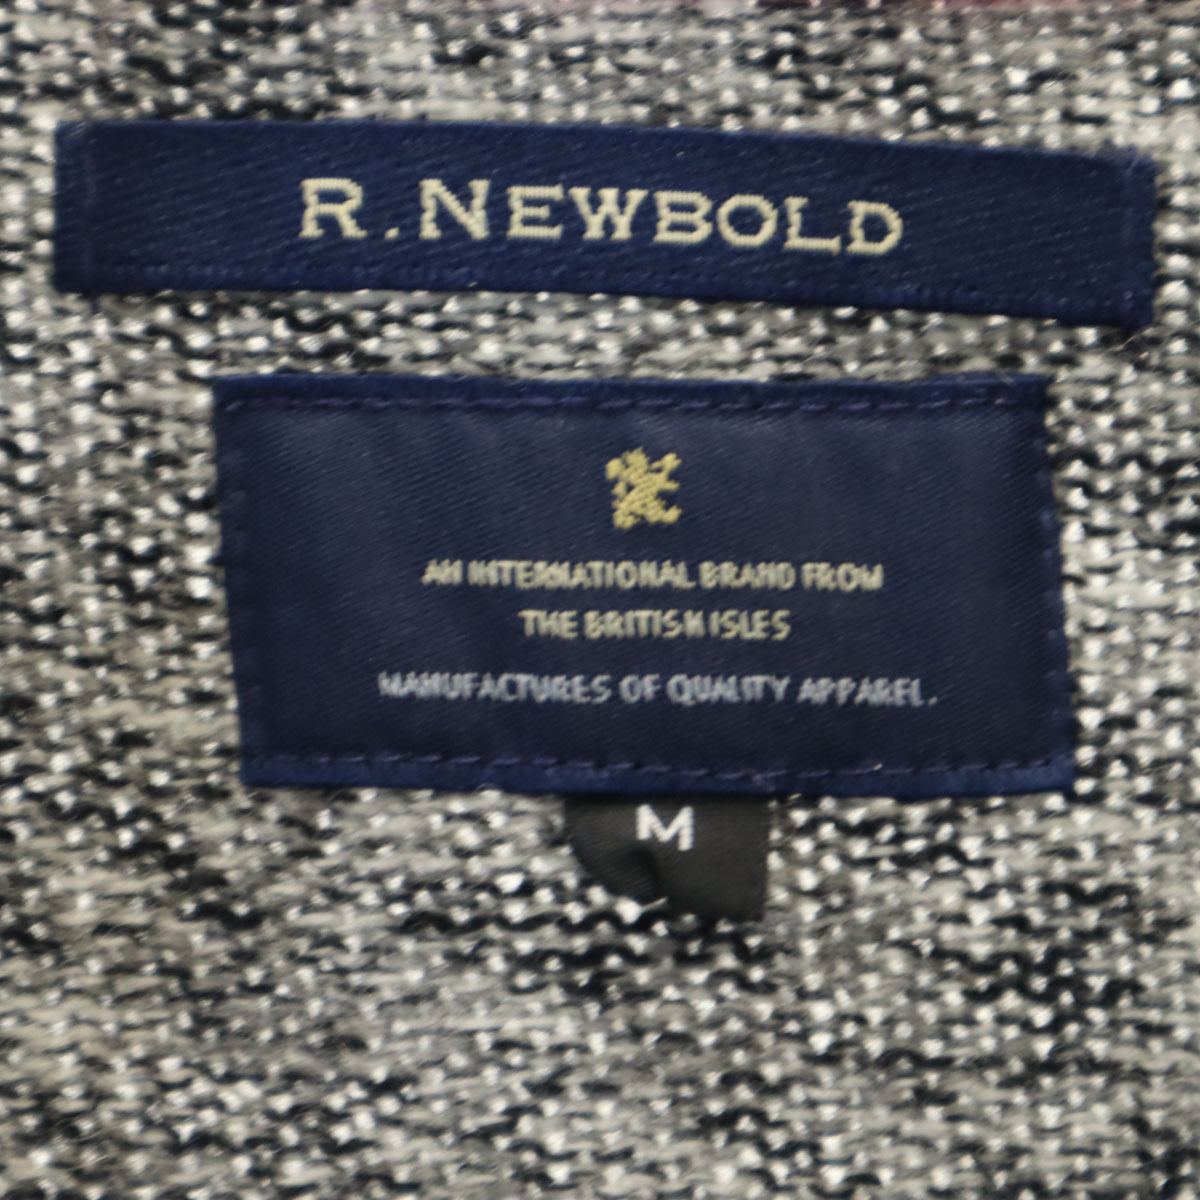 R. NEWBOLD
AN INTERNATIONAL BRAND FROM
THE BRITISH ISLES
MANUFACTURES OF QUALITY APPAREL.
M